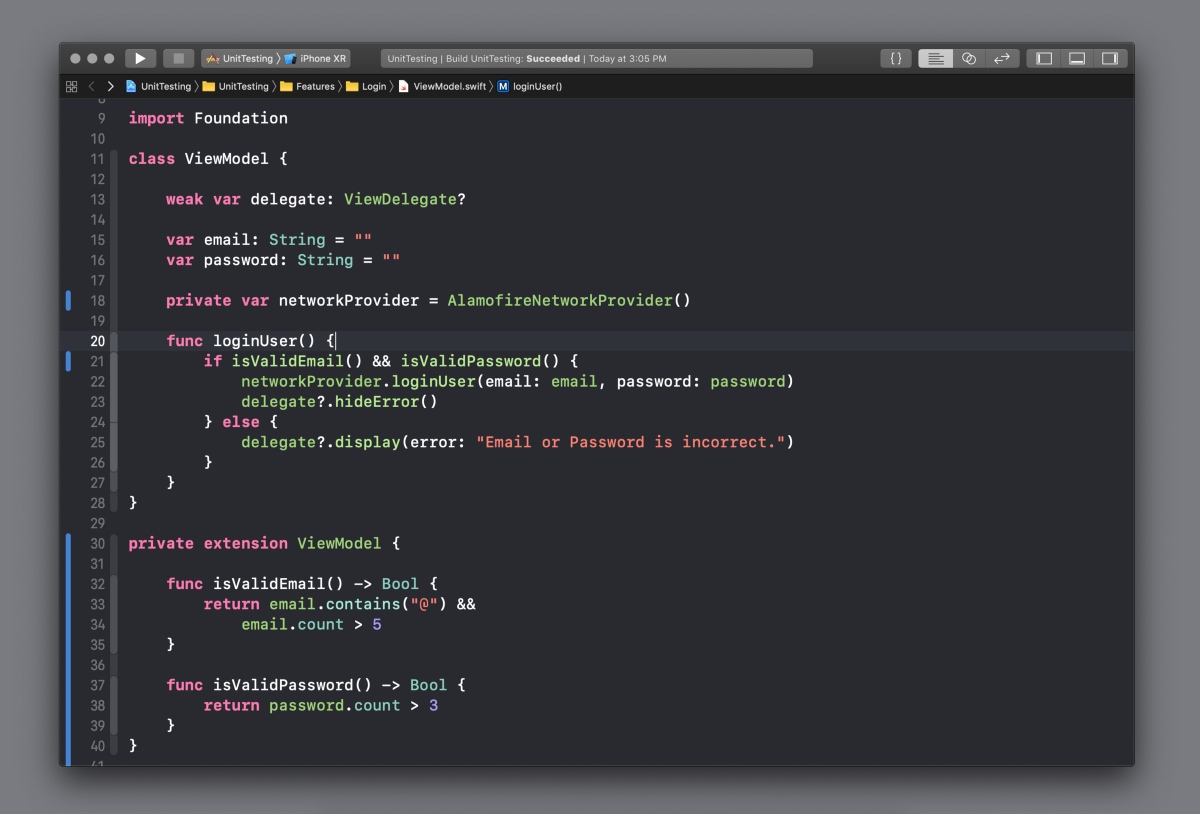 UnitTesting 〉 iPhone XR
UnitTesting | Build UnitTesting: Succeeded | Today at 3:05 PM
{}
UnitTesting 〉 UnitTesting 〉 Features 〉 Login 〉 ViewModel.swift 〉 M loginUser()
9 import Foundation
10
11 class ViewModel {
12
13     weak var delegate: ViewDelegate?
14
15     var email: String = ""
16     var password: String = ""
17
18     private var networkProvider = AlamofireNetworkProvider()
19
20     func loginUser() {
21         if isValidEmail() && isValidPassword() {
22             networkProvider.loginUser(email: email, password: password)
23             delegate?.hideError()
24         } else {
25             delegate?.display(error: "Email or Password is incorrect.")
26         }
27     }
28 }
29
30 private extension ViewModel {
31
32     func isValidEmail() -> Bool {
33         return email.contains("@") &&
34             email.count > 5
35     }
36
37     func isValidPassword() -> Bool {
38         return password.count > 3
39     }
40 }